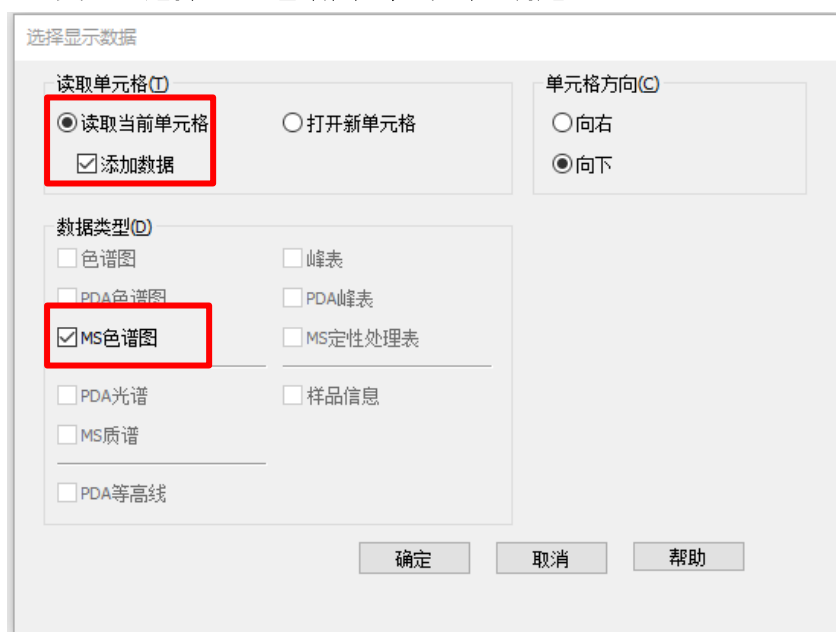 选择显示数据
读取单元格(T)
单元格方向(C)
读取当前单元格
打开新单元格
向右
添加数据
向下
数据类型(D)
色谱图
峰表
PDA色谱图
PDA峰表
MS色谱图
MS定性处理表
PDA光谱
样品信息
MS质谱
PDA等高线
确定
取消
帮助